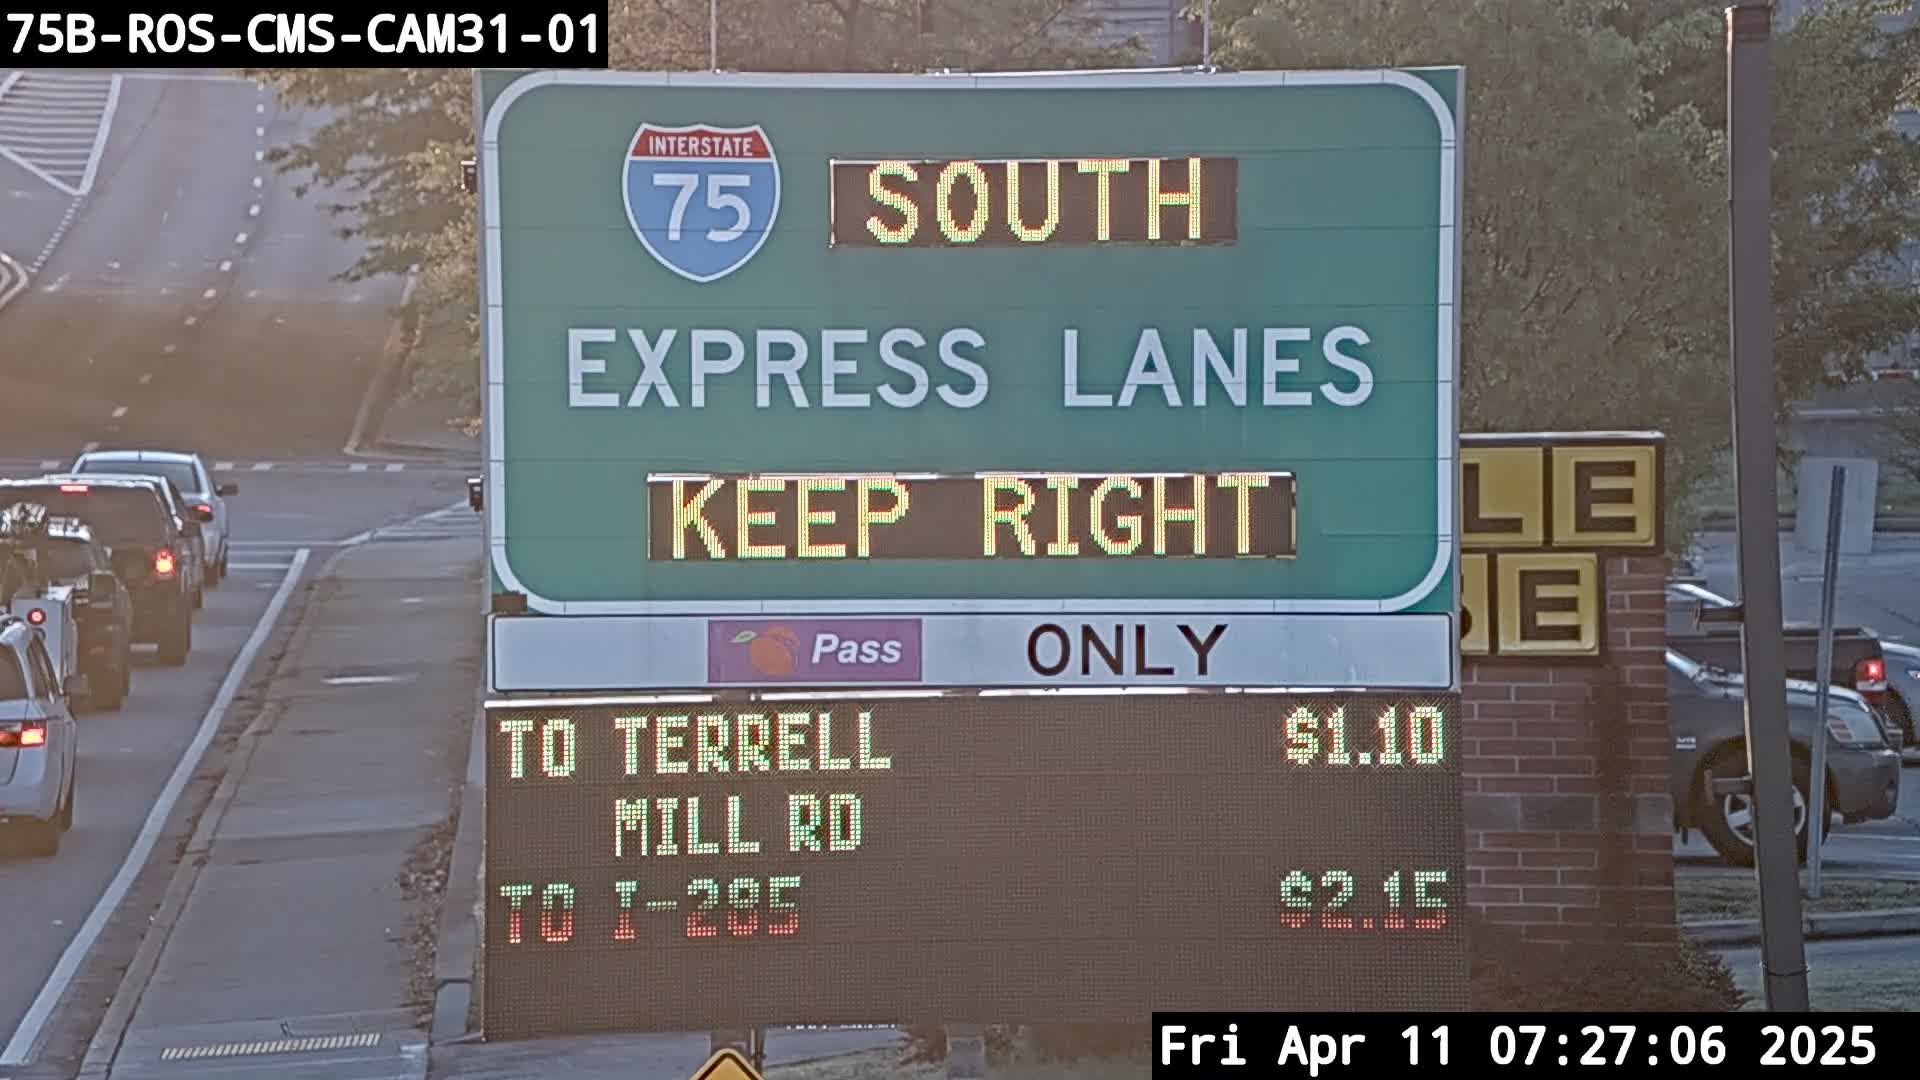 75B-ROS-CMS-CAM31-01
INTERSTATE
75
SOUTH
EXPRESS LANES
KEEP RIGHT
Pass ONLY
TO TERRELL $1.10
MILL RD
TO I-285 $2.15
LE
E
Fri Apr 11 07:27:06 2025